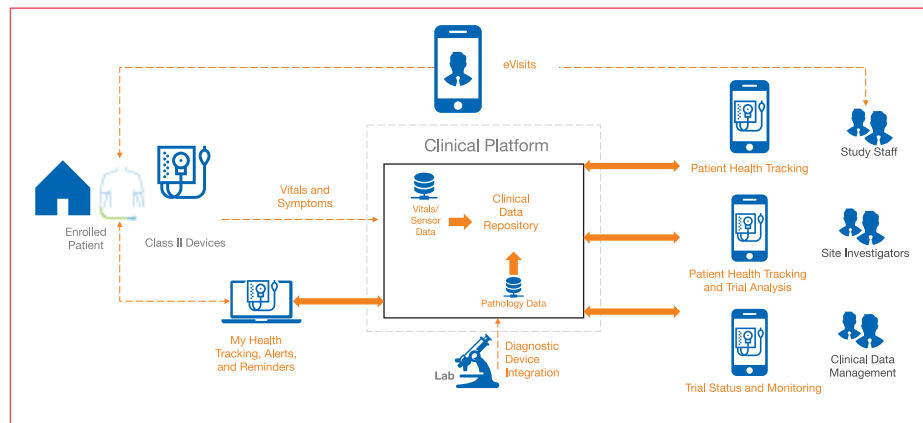 eVisits
Clinical Platform
Patient Health Tracking
Study Staff
Vitals and
Symptoms
Vitals/
Sensor
Data
Clinical
Data
Repository
Enrolled
Patient
Class II Devices
Patient Health Tracking
and Trial Analysis
Site Investigators
Pathology Data
My Health
Tracking, Alerts,
and Reminders
Lab
Diagnostic
Device
Integration
Trial Status and Monitoring
Clinical Data
Management